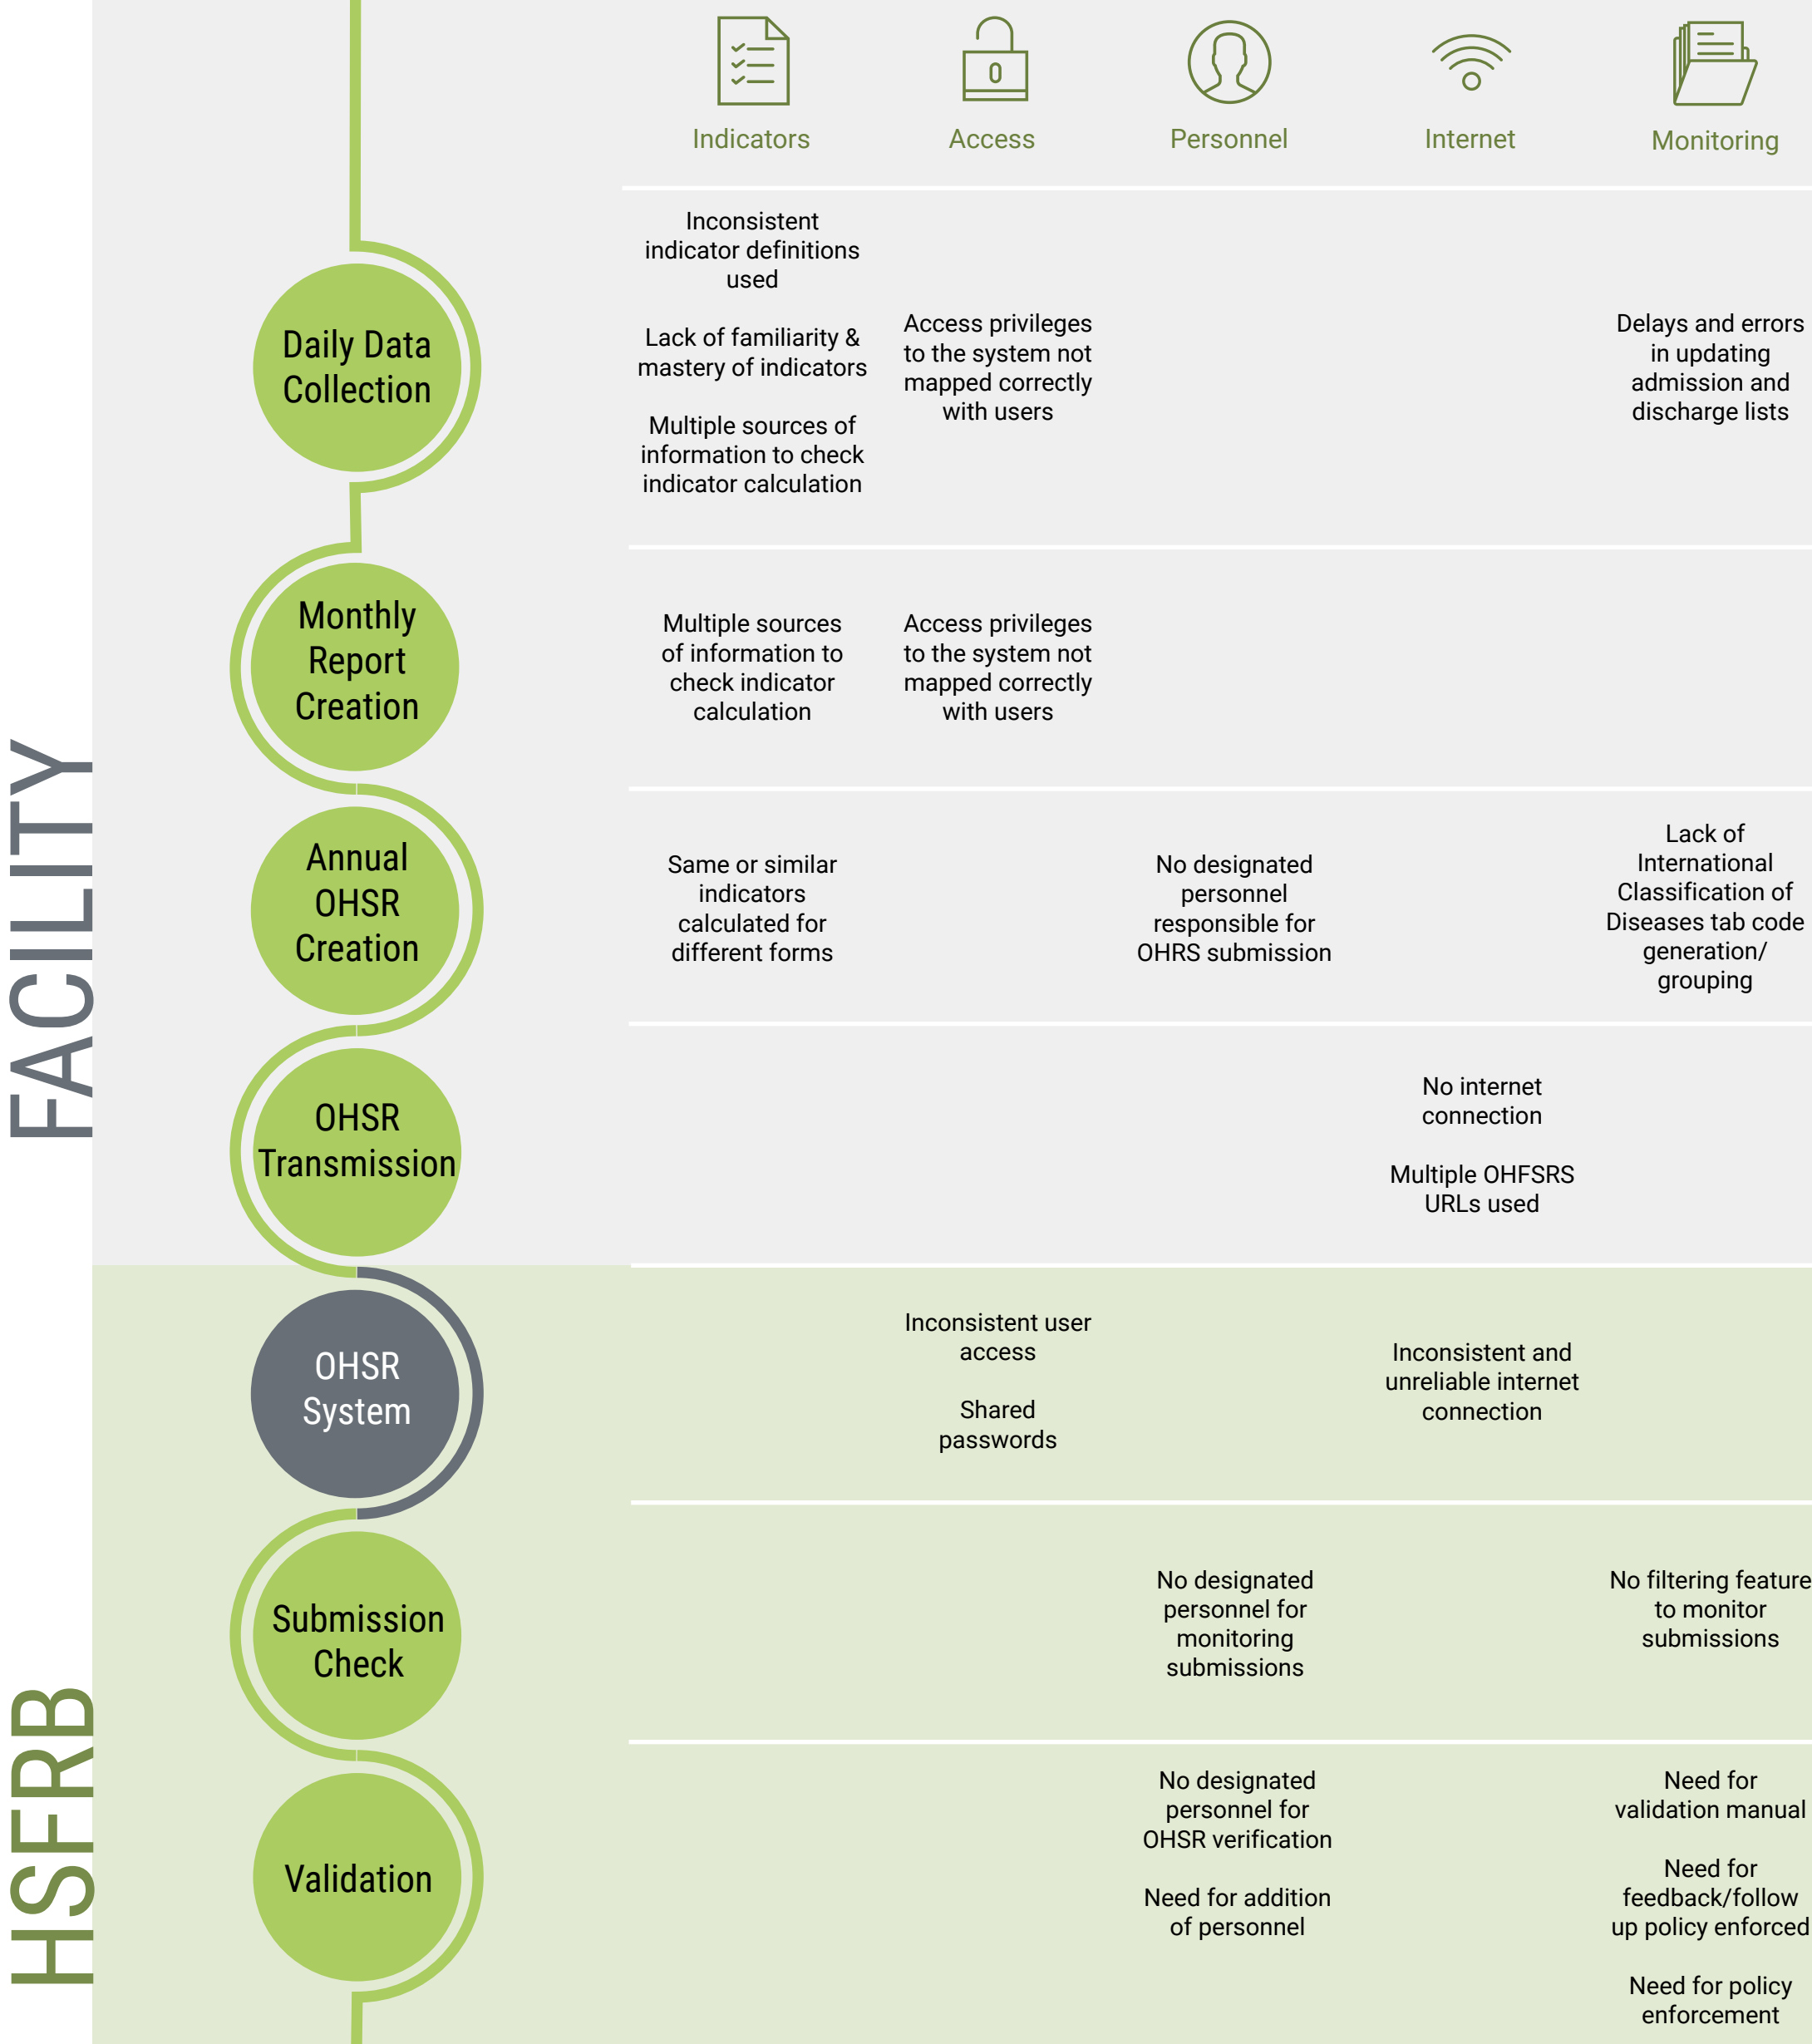 Indicators
Access
Personnel
Internet
Monitoring
FACILITY
Daily Data
Collection
Inconsistent
indicator definitions
used
Lack of familiarity &
mastery of indicators
Multiple sources of
information to check
indicator calculation
Access privileges
to the system not
mapped correctly
with users
Delays and errors
in updating
admission and
discharge lists
Monthly
Report
Creation
Multiple sources
of information to
check indicator
calculation
Access privileges
to the system not
mapped correctly
with users
Annual
OHSR
Creation
Same or similar
indicators
calculated for
different forms
No designated
personnel
responsible for
OHRS submission
Lack of
International
Classification of
Diseases tab code
generation/
grouping
OHSR
Transmission
No internet
connection
Multiple OHFSRS
URLs used
HSFRB
OHSR
System
Inconsistent user
access
Shared
passwords
Inconsistent and
unreliable internet
connection
Submission
Check
No designated
personnel for
monitoring
submissions
No filtering feature
to monitor
submissions
Validation
No designated
personnel for
OHSR verification
Need for addition
of personnel
Need for
validation manual
Need for
feedback/follow
up policy enforced
Need for policy
enforcement